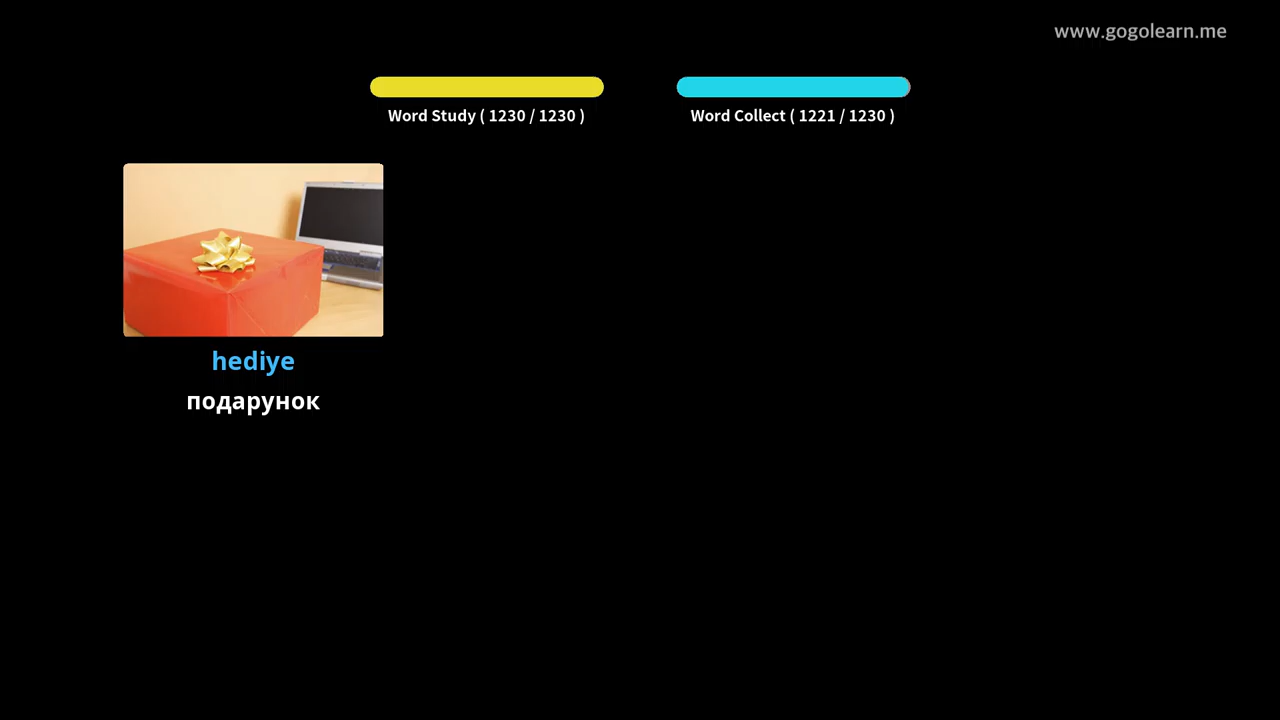 www.gogolearn.me
Word Study ( 1230 / 1230 )
Word Collect ( 1221 / 1230 )
hediye
подарунок